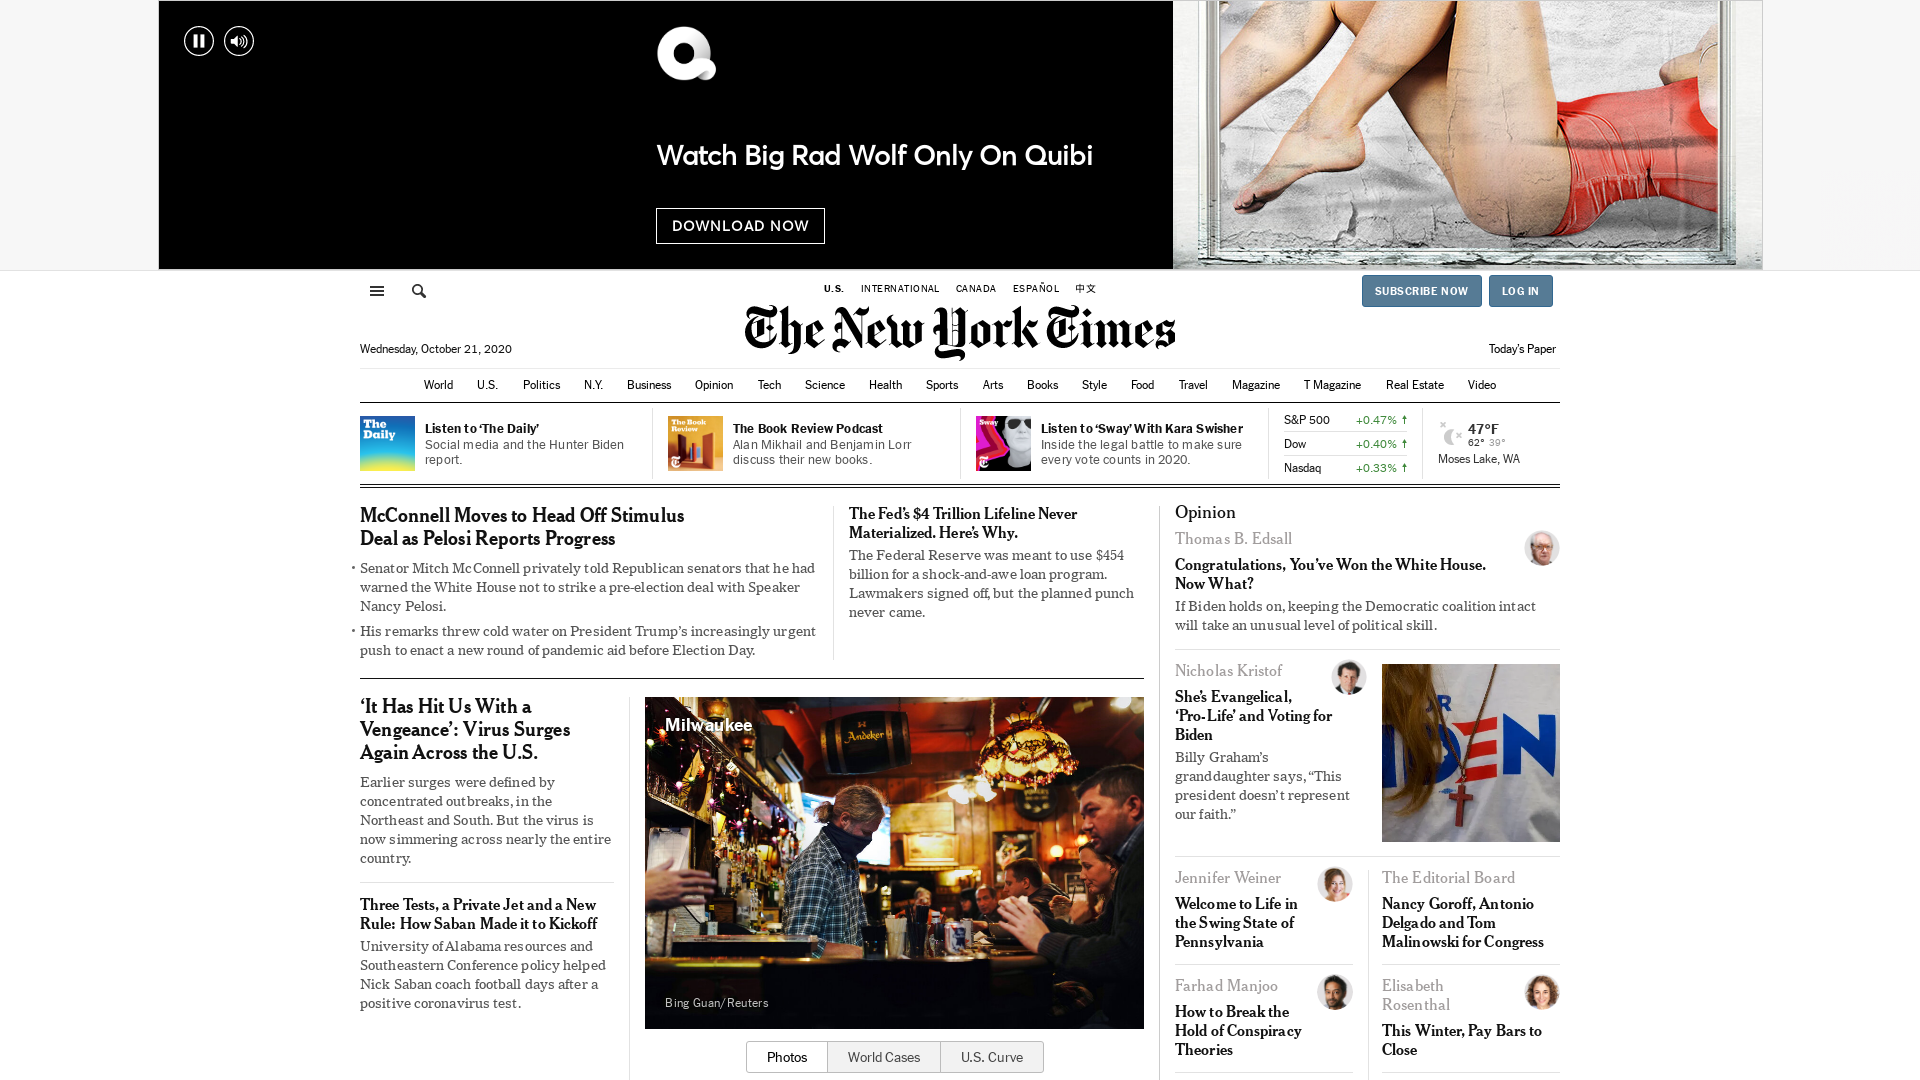 Watch Big Rad Wolf Only On Quibi
DOWNLOAD NOW
U.S. INTERNATIONAL CANADA ESPAÑOL 中文
SUBSCRIBE NOW LOG IN
The New York Times
Wednesday, October 21, 2020
Today's Paper
World U.S. Politics N.Y. Business Opinion Tech Science Health Sports Arts Books Style Food Travel Magazine T Magazine Real Estate Video
The Daily
Listen to ‘The Daily’
Social media and the Hunter Biden
report.
The Book Review
The Book Review Podcast
Alan Mikhail and Benjamin Lorr
discuss their new books.
Sway
Listen to ‘Sway’ With Kara Swisher
Inside the legal battle to make sure
every vote counts in 2020.
S&P 500 +0.47%
Dow +0.40%
Nasdaq +0.33%
47°F
62° 39°
Moses Lake, WA
McConnell Moves to Head Off Stimulus
Deal as Pelosi Reports Progress
• Senator Mitch McConnell privately told Republican senators that he had
warned the White House not to strike a pre-election deal with Speaker
Nancy Pelosi.
• His remarks threw cold water on President Trump’s increasingly urgent
push to enact a new round of pandemic aid before Election Day.
The Fed’s $4 Trillion Lifeline Never
Materialized. Here’s Why.
The Federal Reserve was meant to use $454
billion for a shock-and-awe loan program.
Lawmakers signed off, but the planned punch
never came.
‘It Has Hit Us With a
Vengeance’: Virus Surges
Again Across the U.S.
Earlier surges were defined by
concentrated outbreaks, in the
Northeast and South. But the virus is
now simmering across nearly the entire
country.
Three Tests, a Private Jet and a New
Rule: How Saban Made it to Kickoff
University of Alabama resources and
Southeastern Conference policy helped
Nick Saban coach football days after a
positive coronavirus test.
Milwaukee
Andeker
Bing Guan/Reuters
Photos World Cases U.S. Curve
Opinion
Thomas B. Edsall
Congratulations, You’ve Won the White House.
Now What?
If Biden holds on, keeping the Democratic coalition intact
will take an unusual level of political skill.
Nicholas Kristof
She’s Evangelical,
‘Pro-Life’ and Voting for
Biden
Billy Graham’s
granddaughter says, “This
president doesn’t represent
our faith.”
Jennifer Weiner
Welcome to Life in
the Swing State of
Pennsylvania
The Editorial Board
Nancy Goroff, Antonio
Delgado and Tom
Malinowski for Congress
Farhad Manjoo
How to Break the
Hold of Conspiracy
Theories
Elisabeth
Rosenthal
This Winter, Pay Bars to
Close